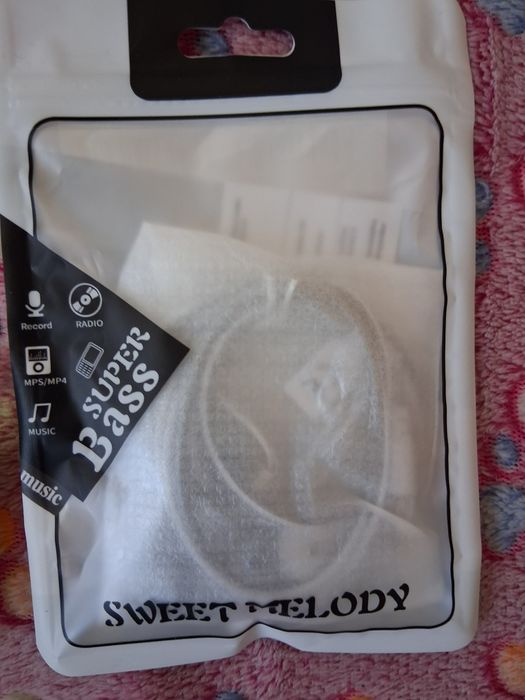 Record
RADIO
MPS/MP4
MUSIC
SUPER
Bass
music
SWEET MELODY